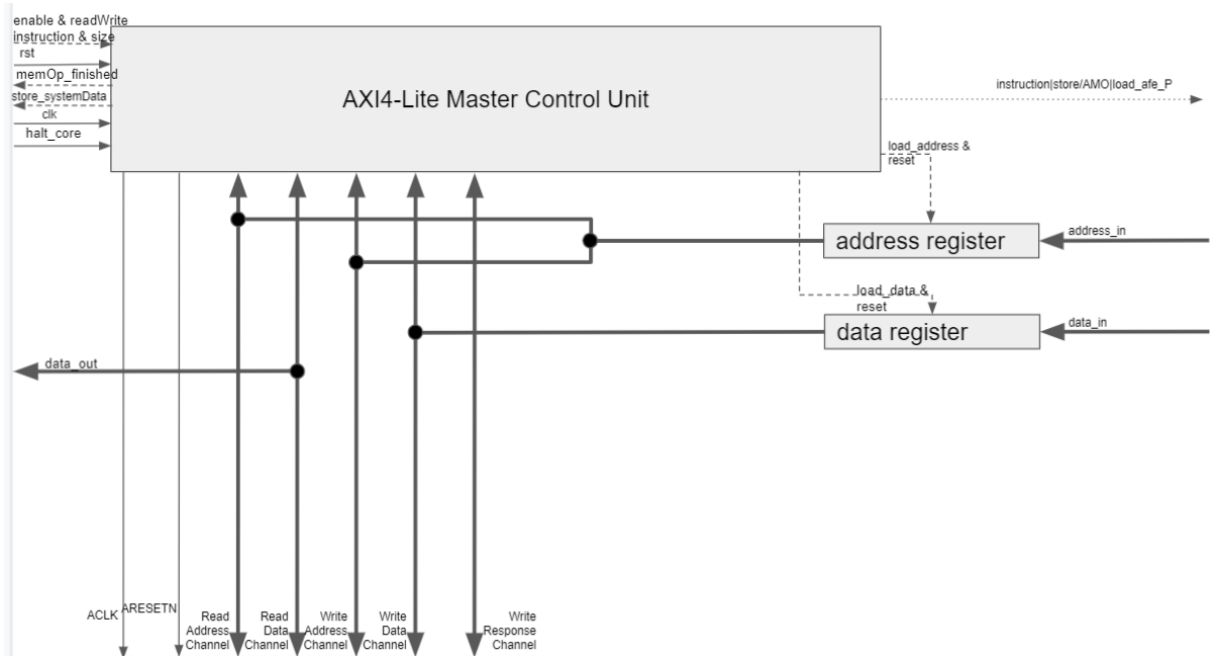 enable & readWrite
instruction & size
rst
memOp_finished
store_systemData
clk
halt_core
AXI4-Lite Master Control Unit
instruction|store/AMO|load_afe_P
load_address &
reset
address register
address_in
load_data &
reset
data register
data_in
data_out
ACLK
ARESETN
Read
Address
Channel
Read
Data
Channel
Write
Address
Channel
Write
Data
Channel
Write
Response
Channel